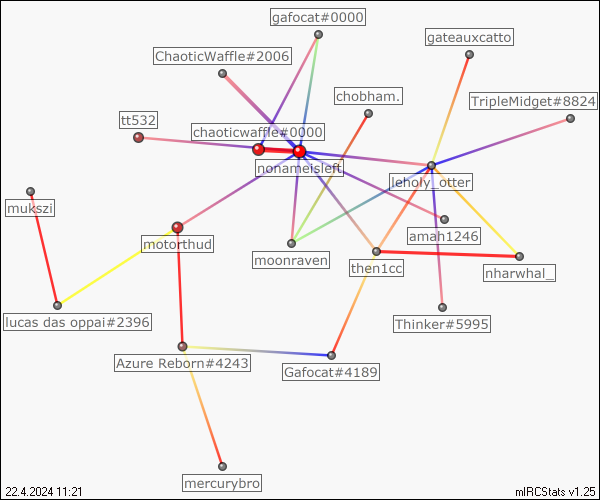 gafocat#0000
gateauxcatto
ChaoticWaffle#2006
chobham.
TripleMidget#8824
tt532
chaoticwaffle#0000
nonameisleft
leholy_otter
mukszi
amah1246
motorthud
moonraven
then1cc
nharwhal_
lucas das oppai#2396
Thinker#5995
Azure Reborn#4243
Gafocat#4189
mercurybro
22.4.2024 11:21
mIRCStats v1.25